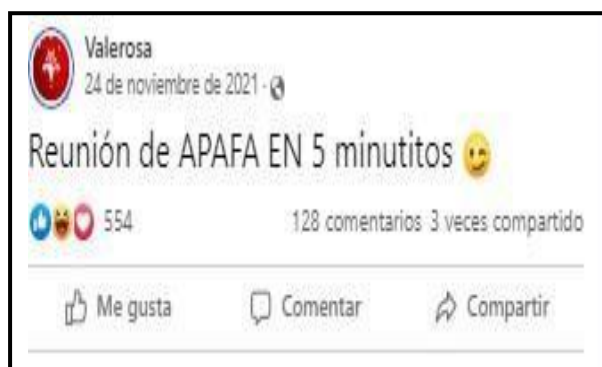 Valerosa
24 de noviembre de 2021 ·
Reunión de APAFA EN 5 minutitos 😉
554 128 comentarios 3 veces compartido
Me gusta Comentar Compartir